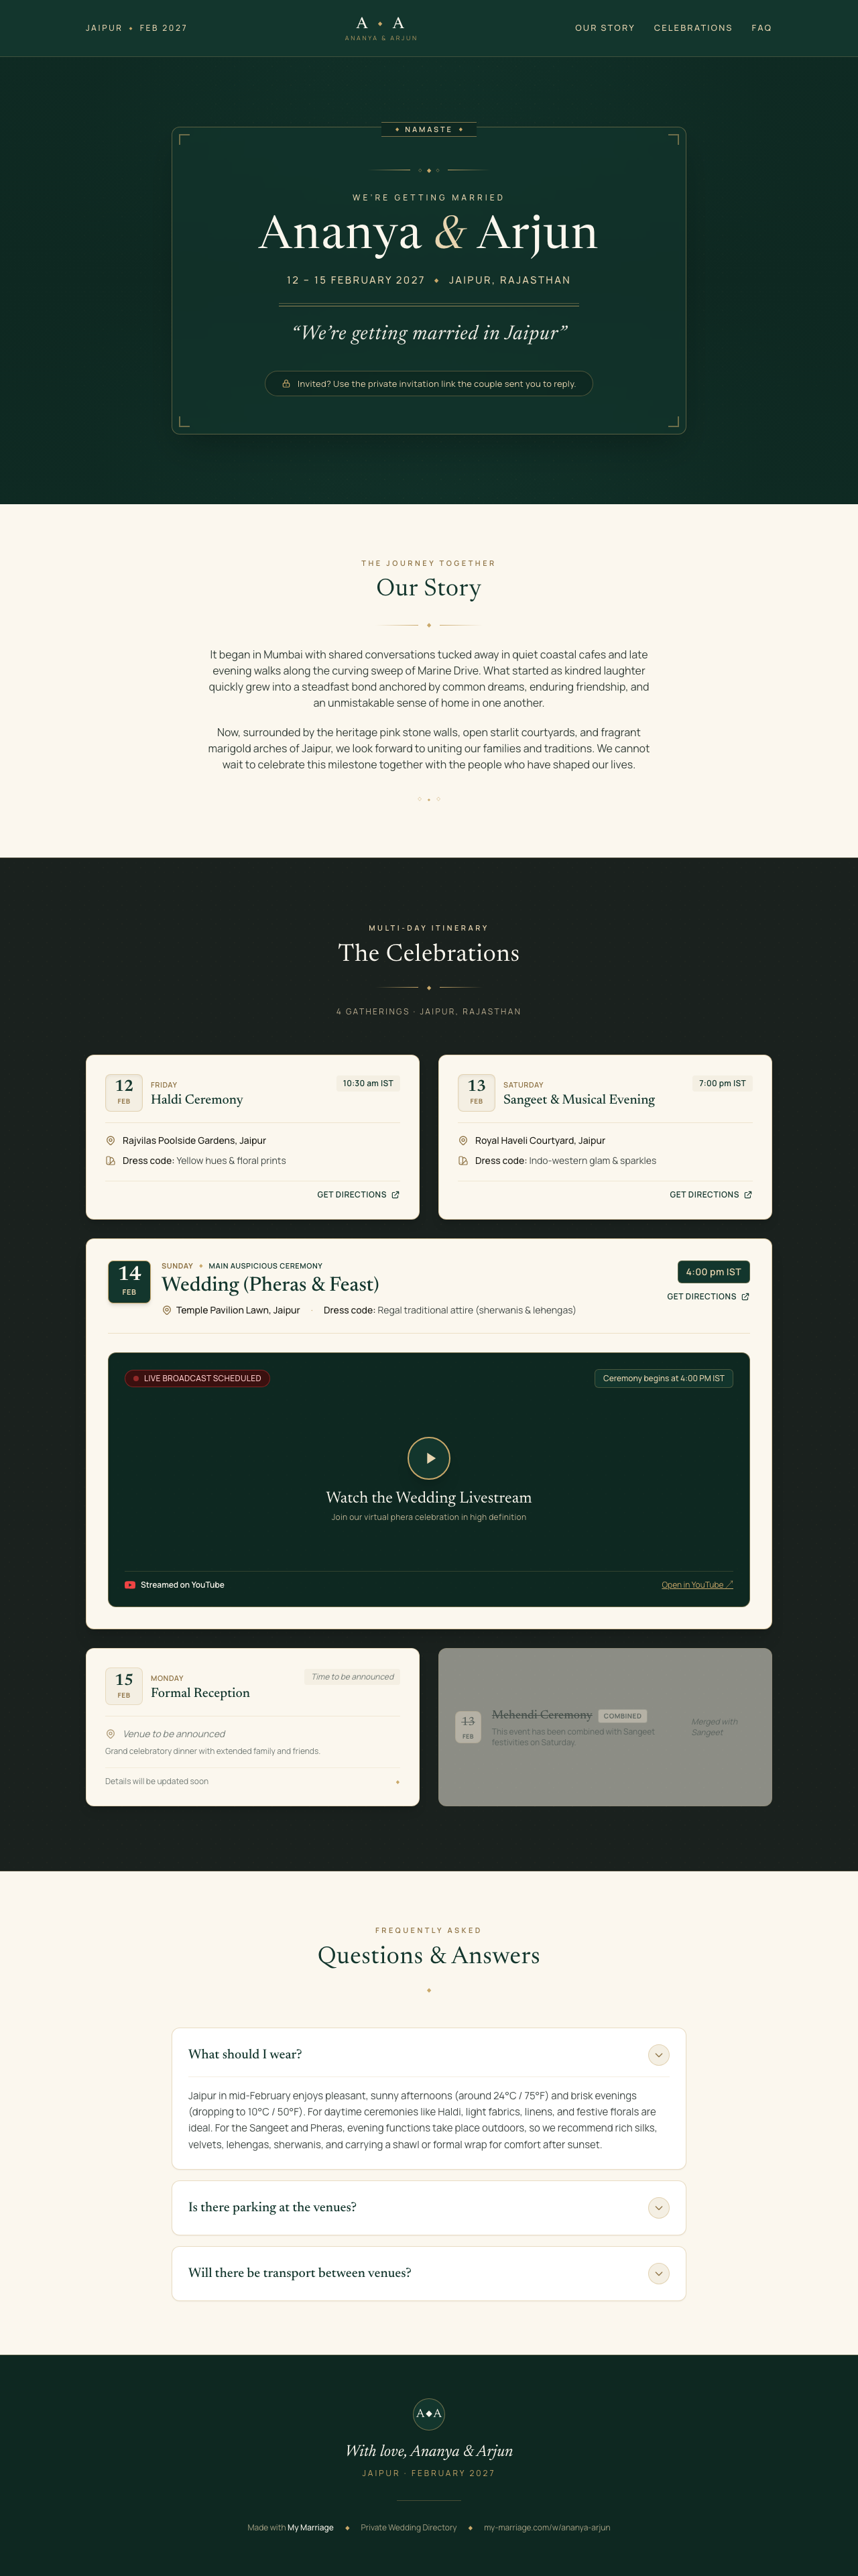 JAIPUR ✦ FEB 2027
A ✦ A
ANANYA & ARJUN
OUR STORY CELEBRATIONS FAQ
✦ NAMASTE ✦
WE'RE GETTING MARRIED
Ananya & Arjun
12 – 15 FEBRUARY 2027 ✦ JAIPUR, RAJASTHAN
“We’re getting married in Jaipur”
Invited? Use the private invitation link the couple sent you to reply.
THE JOURNEY TOGETHER
Our Story
It began in Mumbai with shared conversations tucked away in quiet coastal cafes and late
evening walks along the curving sweep of Marine Drive. What started as kindred laughter
quickly grew into a steadfast bond anchored by common dreams, enduring friendship, and
an unmistakable sense of home in one another.
Now, surrounded by the heritage pink stone walls, open starlit courtyards, and fragrant
marigold arches of Jaipur, we look forward to uniting our families and traditions. We cannot
wait to celebrate this milestone together with the people who have shaped our lives.
MULTI-DAY ITINERARY
The Celebrations
4 GATHERINGS · JAIPUR, RAJASTHAN
12
FEB
FRIDAY
Haldi Ceremony
10:30 am IST
Rajvilas Poolside Gardens, Jaipur
Dress code: Yellow hues & floral prints
GET DIRECTIONS
13
FEB
SATURDAY
Sangeet & Musical Evening
7:00 pm IST
Royal Haveli Courtyard, Jaipur
Dress code: Indo-western glam & sparkles
GET DIRECTIONS
14
FEB
SUNDAY ✦ MAIN AUSPICIOUS CEREMONY
Wedding (Pheras & Feast)
Temple Pavilion Lawn, Jaipur · Dress code: Regal traditional attire (sherwanis & lehengas)
4:00 pm IST
GET DIRECTIONS
LIVE BROADCAST SCHEDULED
Ceremony begins at 4:00 PM IST
Watch the Wedding Livestream
Join our virtual phera celebration in high definition
Streamed on YouTube
Open in YouTube ↗
15
FEB
MONDAY
Formal Reception
Time to be announced
Venue to be announced
Grand celebratory dinner with extended family and friends.
Details will be updated soon
13
FEB
Mehendi Ceremony COMBINED
This event has been combined with Sangeet
festivities on Saturday.
Merged with
Sangeet
FREQUENTLY ASKED
Questions & Answers
What should I wear?
Jaipur in mid-February enjoys pleasant, sunny afternoons (around 24°C / 75°F) and brisk evenings
(dropping to 10°C / 50°F). For daytime ceremonies like Haldi, light fabrics, linens, and festive florals are
ideal. For the Sangeet and Pheras, evening functions take place outdoors, so we recommend rich silks,
velvets, lehengas, sherwanis, and carrying a shawl or formal wrap for comfort after sunset.
Is there parking at the venues?
Will there be transport between venues?
A◆A
With love, Ananya & Arjun
JAIPUR · FEBRUARY 2027
Made with My Marriage ◆ Private Wedding Directory ◆ my-marriage.com/w/ananya-arjun